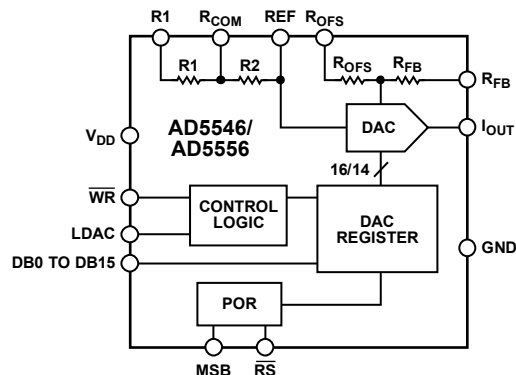 R1 RCOM REF ROFS
R1 R2 ROFS RFB
RFB
AD5546/
AD5556
VDD
DAC
IOUT
16/14
WR
CONTROL
LOGIC
DAC
REGISTER
LDAC
GND
DB0 TO DB15
POR
MSB RS